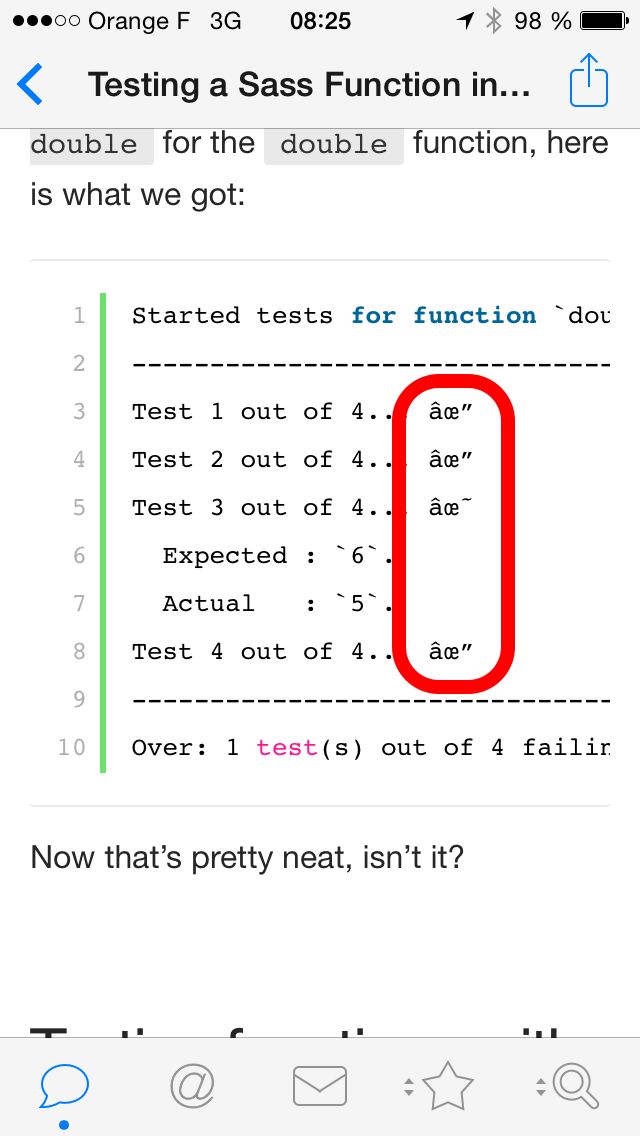 Orange F 3G 08:25 98 %
Testing a Sass Function in...
double for the double function, here
is what we got:
1 Started tests for function `dou
2 -------------------------------
3 Test 1 out of 4... âœ”
4 Test 2 out of 4... âœ”
5 Test 3 out of 4... âœ˜
6 Expected : `6`.
7 Actual : `5`.
8 Test 4 out of 4... âœ”
9 -------------------------------
10 Over: 1 test(s) out of 4 failin
Now that’s pretty neat, isn’t it?
@